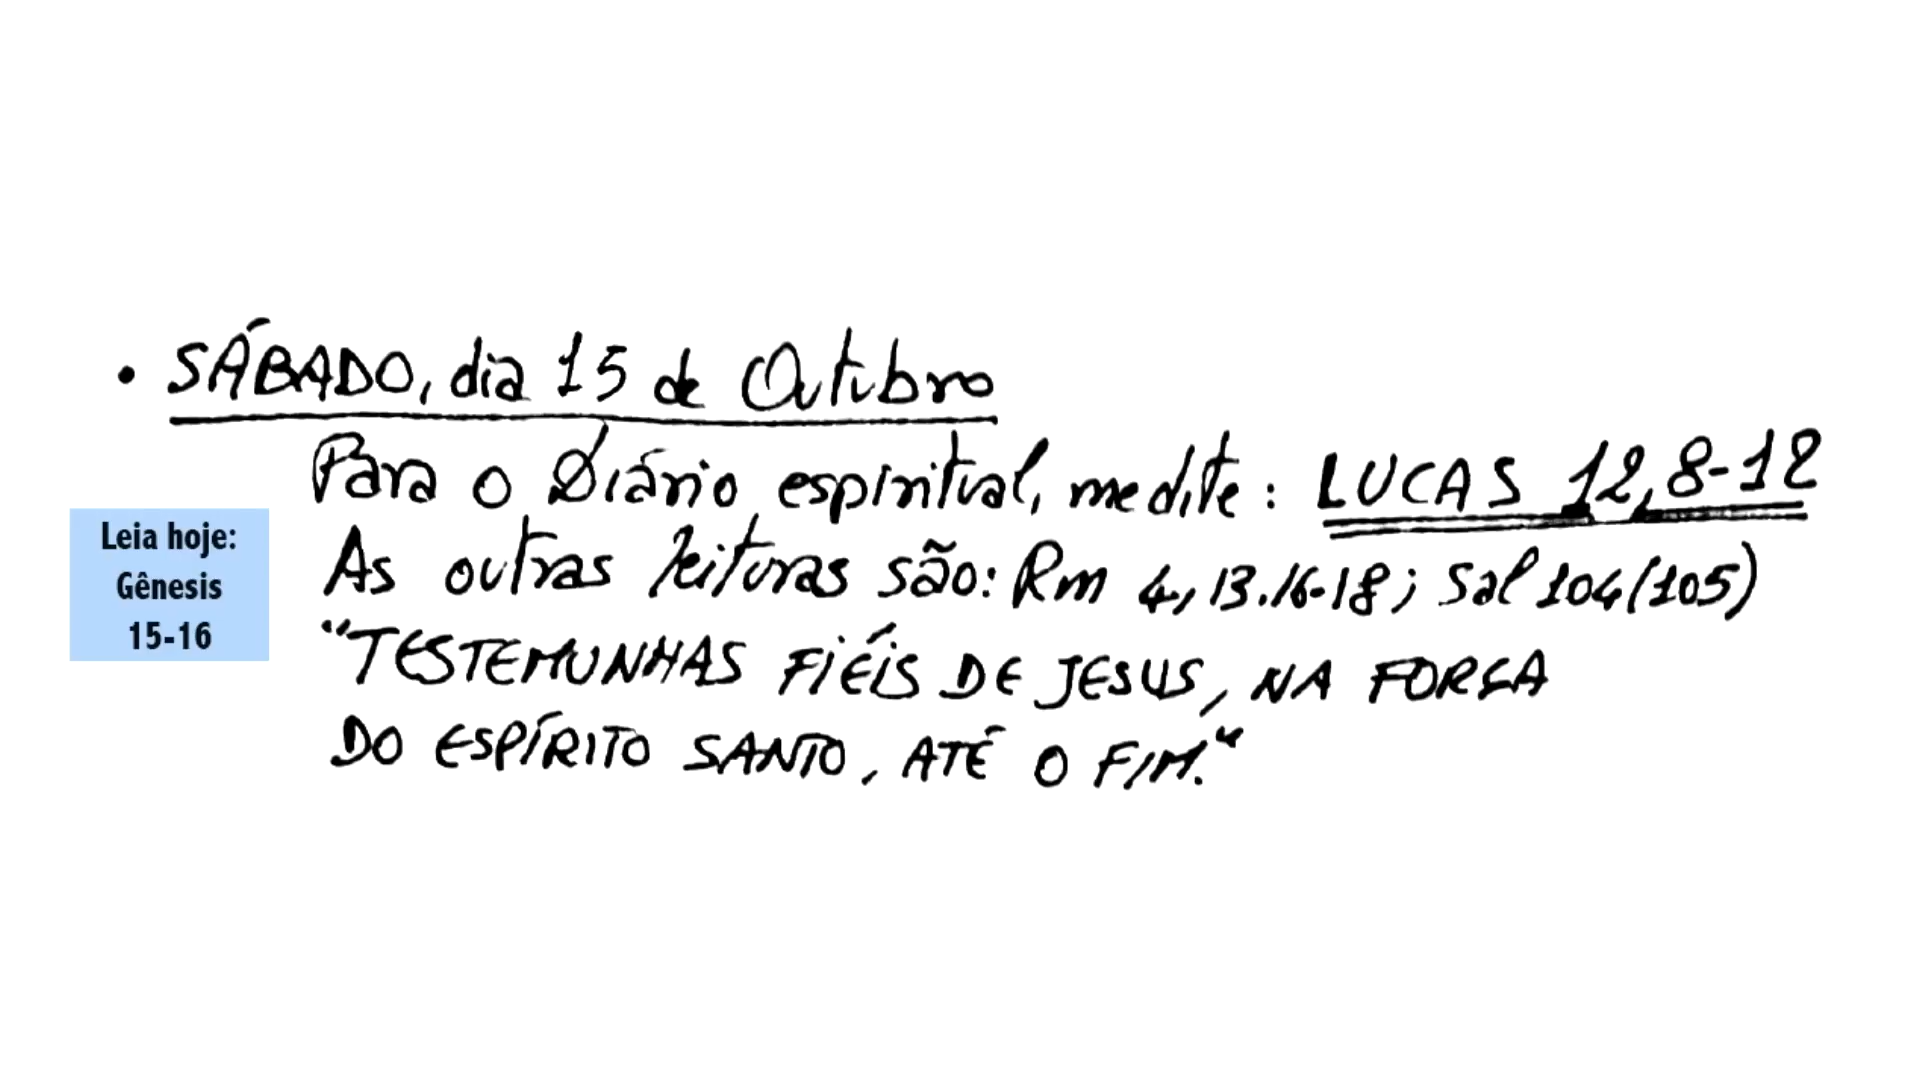 • SÁBADO, dia 15 de Outubro
Para o Diário espiritual, medite: LUCAS 12,8-12
Leia hoje:
Gênesis
15-16
As outras leituras são: Rm 4,13.16-18; Sal 104(105)
"TESTEMUNHAS FIÉIS DE JESUS, NA FORÇA
DO ESPÍRITO SANTO, ATÉ O FIM."